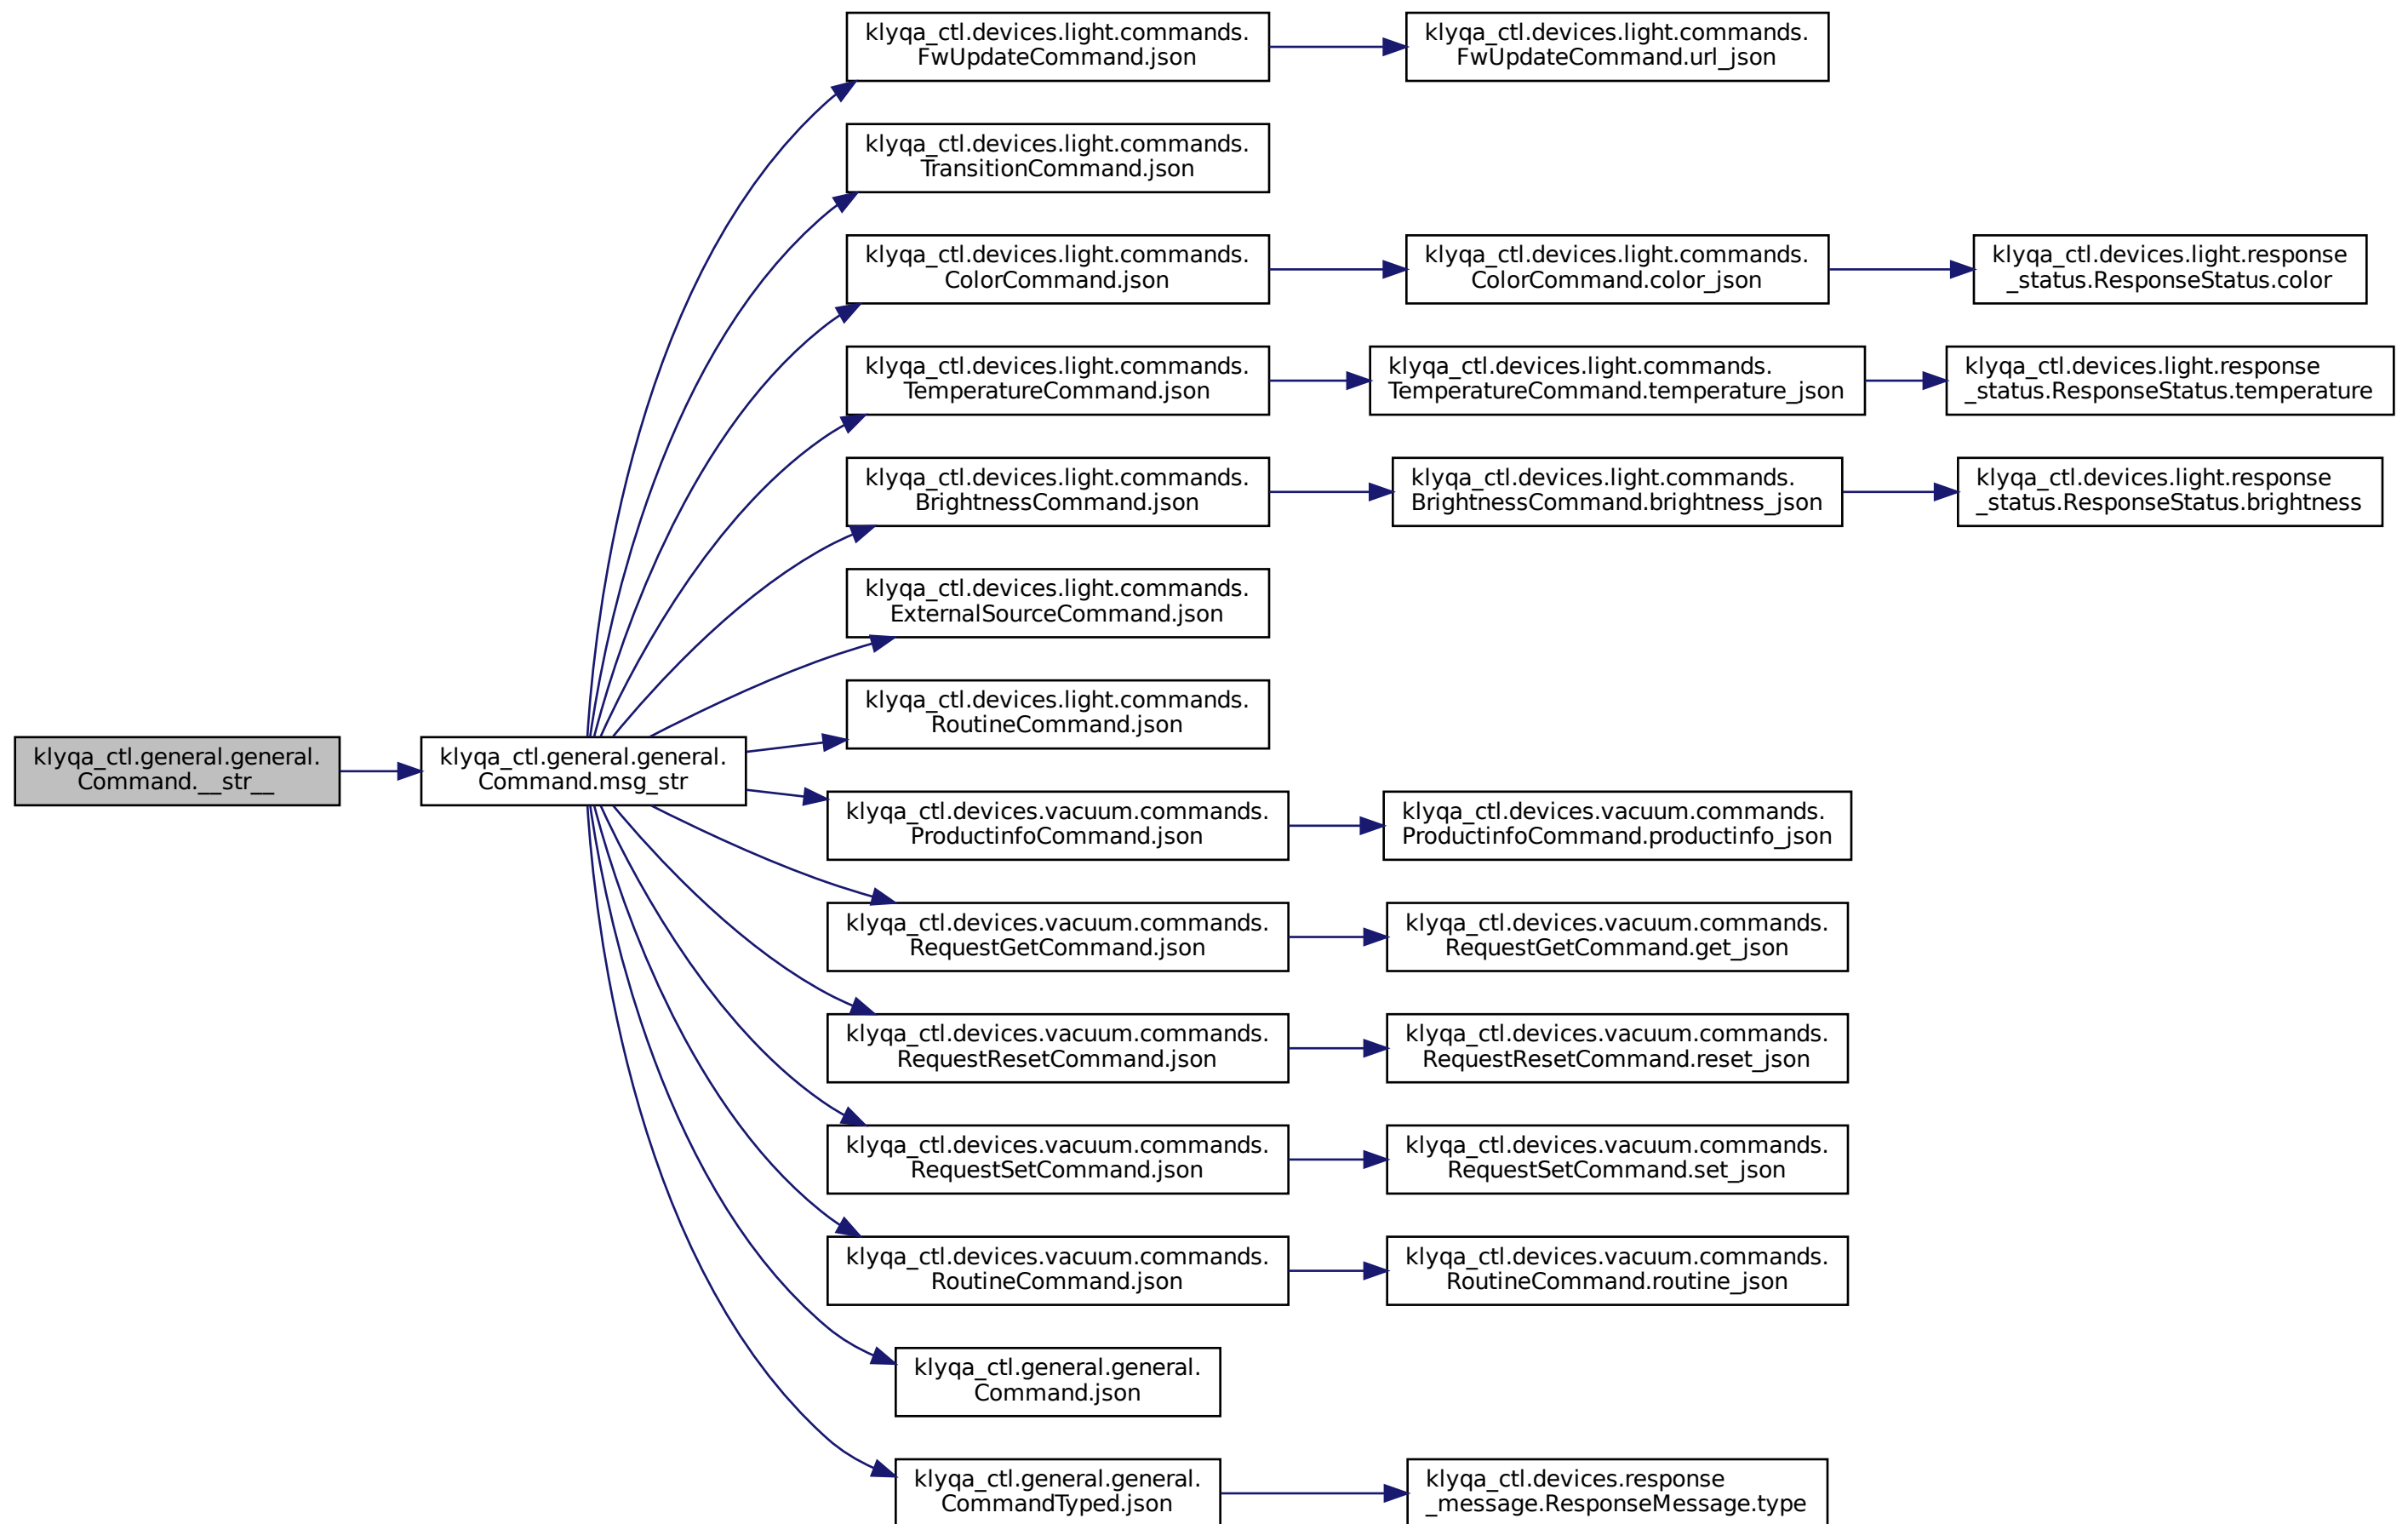 klyqa_ctl.devices.light.commands.
FwUpdateCommand.json
klyqa_ctl.devices.light.commands.
FwUpdateCommand.url_json
klyqa_ctl.devices.light.commands.
TransitionCommand.json
klyqa_ctl.devices.light.commands.
ColorCommand.json
klyqa_ctl.devices.light.commands.
ColorCommand.color_json
klyqa_ctl.devices.light.response
_status.ResponseStatus.color
klyqa_ctl.devices.light.commands.
TemperatureCommand.json
klyqa_ctl.devices.light.commands.
TemperatureCommand.temperature_json
klyqa_ctl.devices.light.response
_status.ResponseStatus.temperature
klyqa_ctl.devices.light.commands.
BrightnessCommand.json
klyqa_ctl.devices.light.commands.
BrightnessCommand.brightness_json
klyqa_ctl.devices.light.response
_status.ResponseStatus.brightness
klyqa_ctl.devices.light.commands.
ExternalSourceCommand.json
klyqa_ctl.devices.light.commands.
RoutineCommand.json
klyqa_ctl.general.general.
Command.__str__
klyqa_ctl.general.general.
Command.msg_str
klyqa_ctl.devices.vacuum.commands.
ProductinfoCommand.json
klyqa_ctl.devices.vacuum.commands.
ProductinfoCommand.productinfo_json
klyqa_ctl.devices.vacuum.commands.
RequestGetCommand.json
klyqa_ctl.devices.vacuum.commands.
RequestGetCommand.get_json
klyqa_ctl.devices.vacuum.commands.
RequestResetCommand.json
klyqa_ctl.devices.vacuum.commands.
RequestResetCommand.reset_json
klyqa_ctl.devices.vacuum.commands.
RequestSetCommand.json
klyqa_ctl.devices.vacuum.commands.
RequestSetCommand.set_json
klyqa_ctl.devices.vacuum.commands.
RoutineCommand.json
klyqa_ctl.devices.vacuum.commands.
RoutineCommand.routine_json
klyqa_ctl.general.general.
Command.json
klyqa_ctl.general.general.
CommandTyped.json
klyqa_ctl.devices.response
_message.ResponseMessage.type